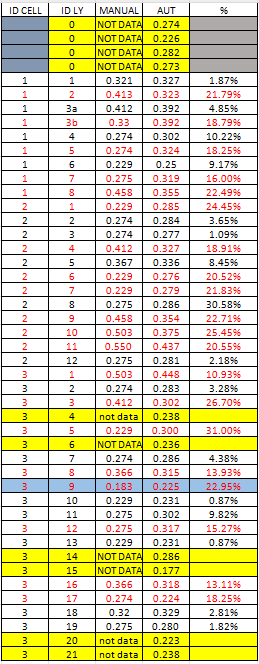 ID CELL ID LY MANUAL AUT %
0 NOT DATA 0.274
0 NOT DATA 0.226
0 NOT DATA 0.282
0 NOT DATA 0.273
1 1 0.321 0.327 1.87%
1 2 0.413 0.323 21.79%
1 3a 0.412 0.392 4.85%
1 3b 0.33 0.392 18.79%
1 4 0.274 0.302 10.22%
1 5 0.274 0.324 18.25%
1 6 0.229 0.25 9.17%
1 7 0.275 0.319 16.00%
1 8 0.458 0.355 22.49%
2 1 0.229 0.285 24.45%
2 2 0.274 0.284 3.65%
2 3 0.274 0.277 1.09%
2 4 0.412 0.327 18.91%
2 5 0.367 0.336 8.45%
2 6 0.229 0.276 20.52%
2 7 0.229 0.279 21.83%
2 8 0.275 0.286 30.58%
2 9 0.458 0.354 22.71%
2 10 0.503 0.375 25.45%
2 11 0.550 0.437 20.55%
2 12 0.275 0.281 2.18%
3 1 0.503 0.448 10.93%
3 2 0.274 0.283 3.28%
3 3 0.412 0.302 26.70%
3 4 not data 0.238
3 5 0.229 0.300 31.00%
3 6 NOT DATA 0.236
3 7 0.274 0.286 4.38%
3 8 0.366 0.315 13.93%
3 9 0.183 0.225 22.95%
3 10 0.229 0.231 0.87%
3 11 0.275 0.302 9.82%
3 12 0.275 0.317 15.27%
3 13 0.229 0.231 0.87%
3 14 NOT DATA 0.286
3 15 NOT DATA 0.177
3 16 0.366 0.318 13.11%
3 17 0.274 0.224 18.25%
3 18 0.32 0.329 2.81%
3 19 0.275 0.280 1.82%
3 20 not data 0.223
3 21 not data 0.238